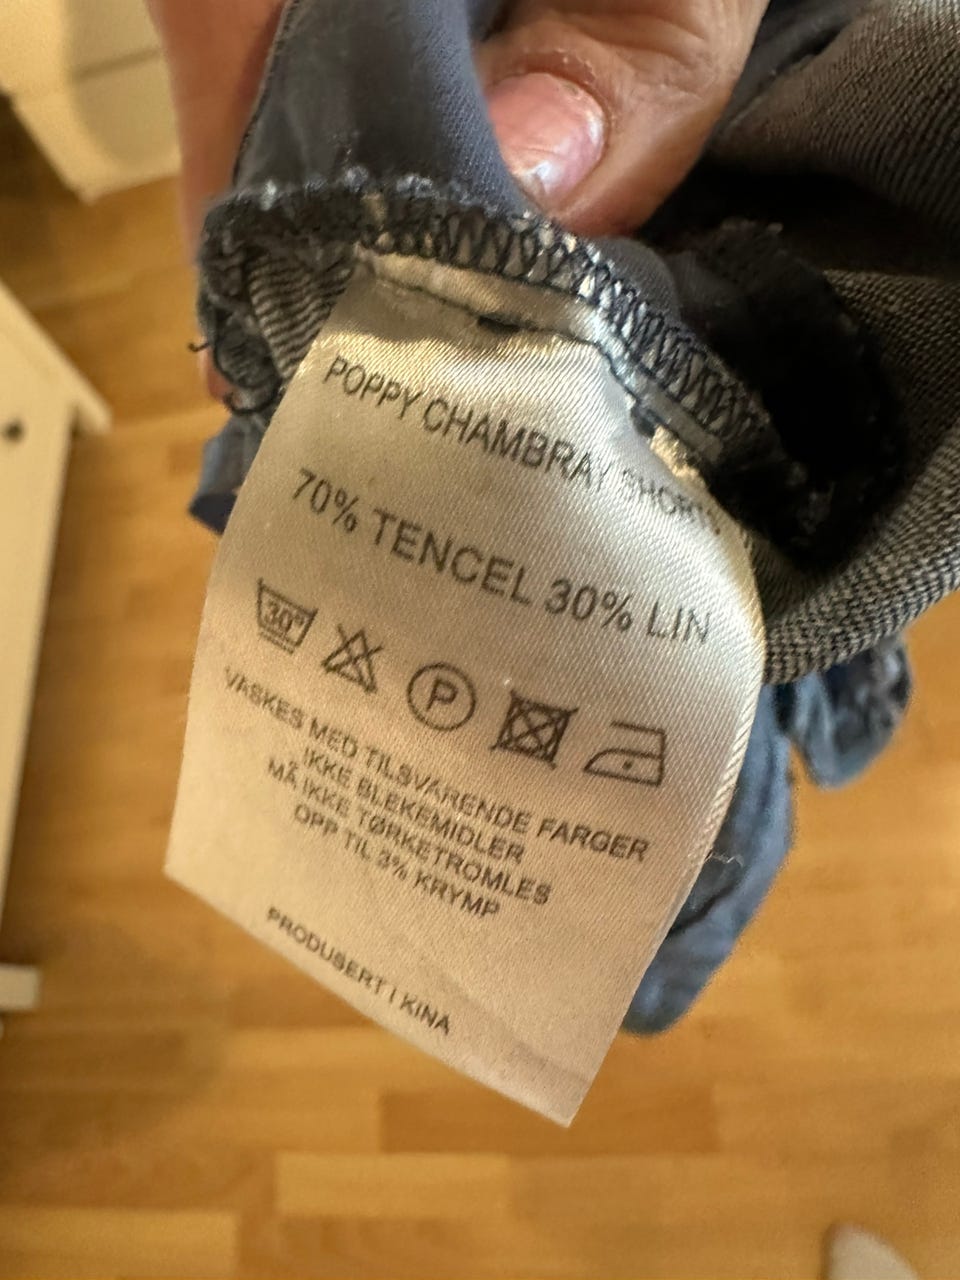 POPPY CHAMBRAY SHORTS
70% TENCEL 30% LIN
30° P
VASKES MED TILSVARENDE FARGER
IKKE BLEKEMIDLER
MÅ IKKE TØRKETROMLES
OPP TIL 3% KRYMP
PRODUSERT I KINA